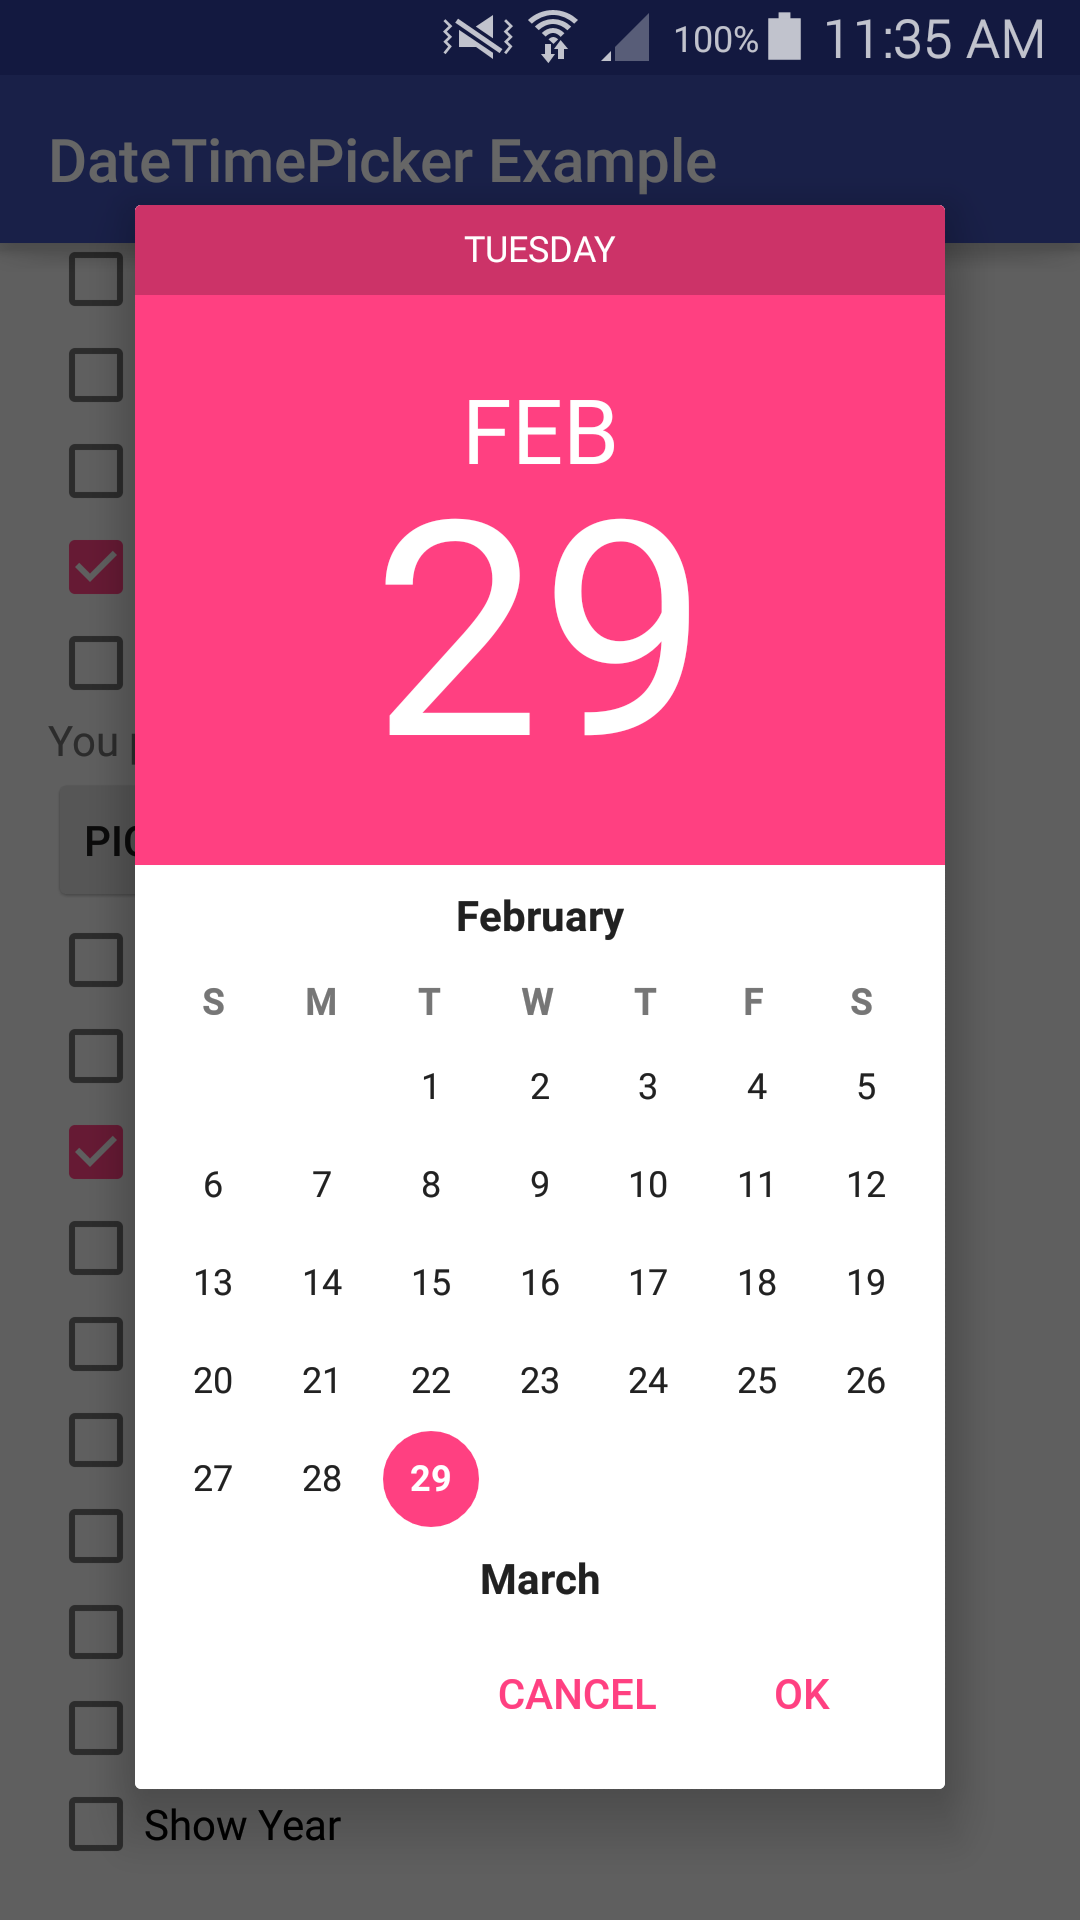 100% 11:35 AM
DateTimePicker Example
TUESDAY
FEB
29
You
PIC
February
S M T W T F S
1 2 3 4 5
6 7 8 9 10 11 12
13 14 15 16 17 18 19
20 21 22 23 24 25 26
27 28 29
March
CANCEL OK
Show Year